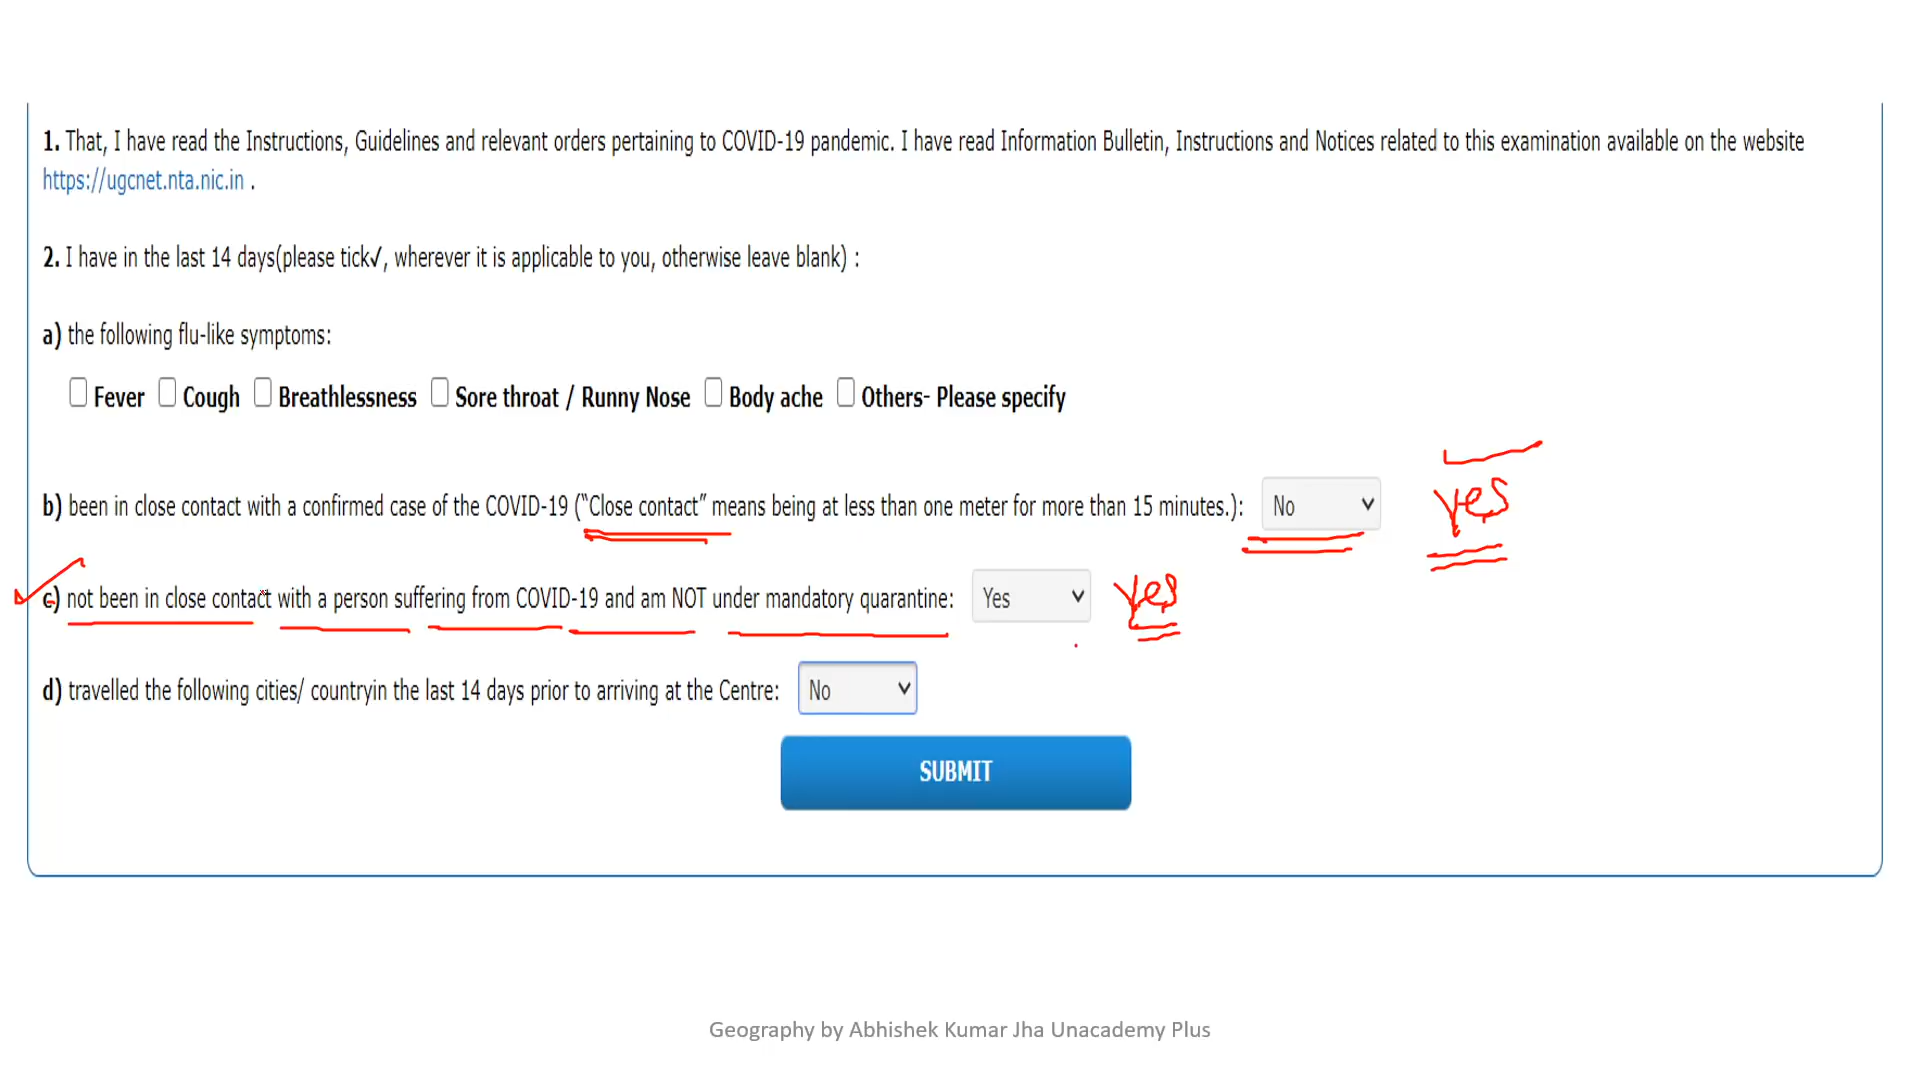 1. That, I have read the Instructions, Guidelines and relevant orders pertaining to COVID-19 pandemic. I have read Information Bulletin, Instructions and Notices related to this examination available on the website
https://ugcnet.nta.nic.in .
2. I have in the last 14 days(please tick✓, wherever it is applicable to you, otherwise leave blank) :
a) the following flu-like symptoms:
Fever Cough Breathlessness Sore throat / Runny Nose Body ache Others- Please specify
b) been in close contact with a confirmed case of the COVID-19 ("Close contact" means being at less than one meter for more than 15 minutes.): No yes
c) not been in close contact with a person suffering from COVID-19 and am NOT under mandatory quarantine: Yes yes
d) travelled the following cities/ countryin the last 14 days prior to arriving at the Centre: No
SUBMIT
Geography by Abhishek Kumar Jha Unacademy Plus